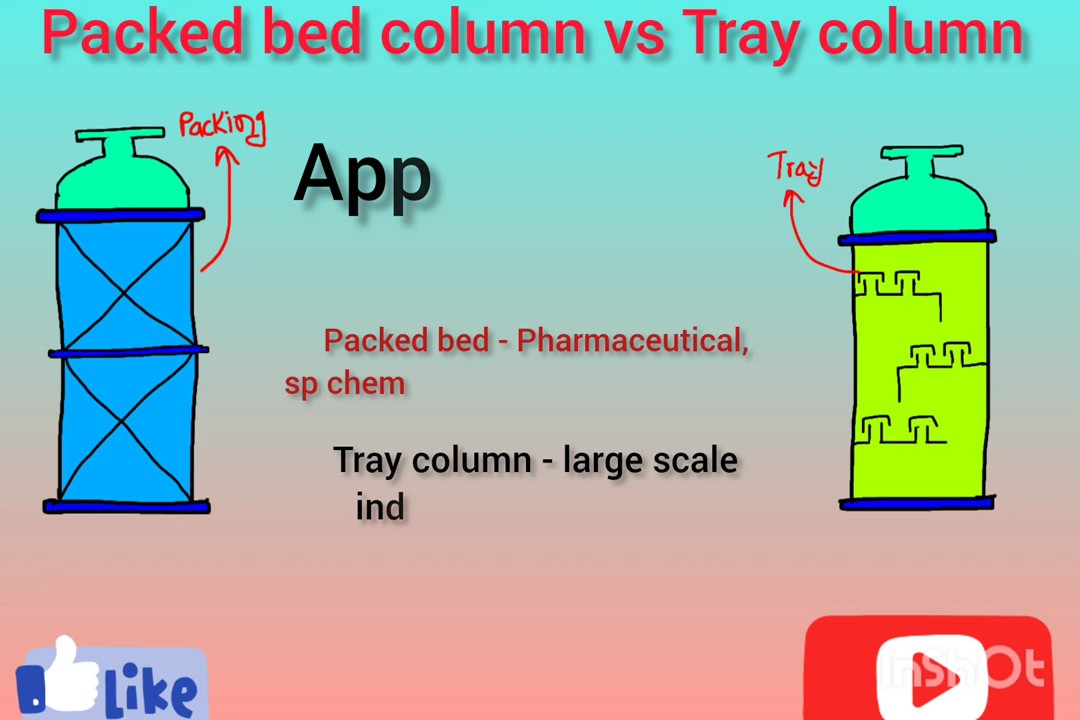 Packed bed column vs Tray column
Packing
App
Tray
Packed bed - Pharmaceutical,
sp chem
Tray column - large scale
ind
Like
InShOt